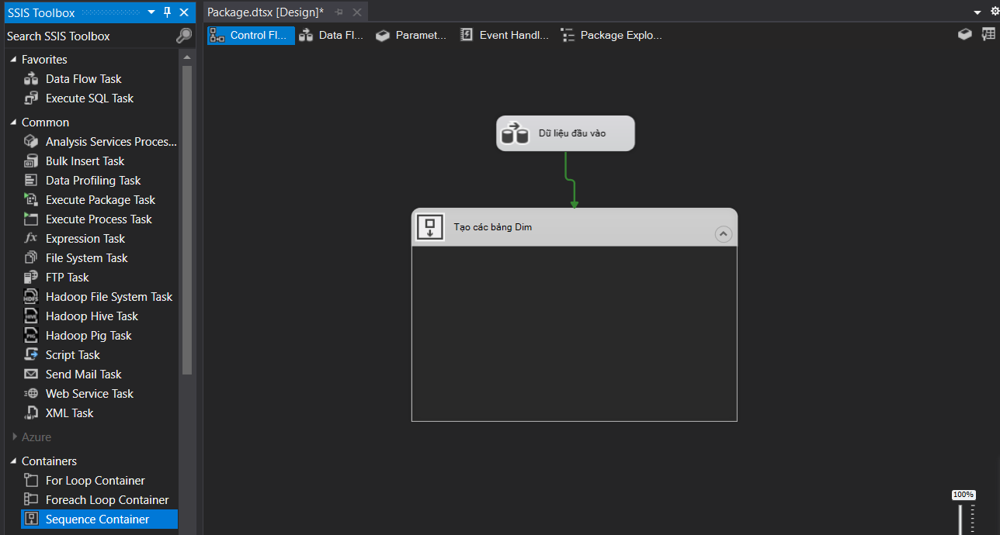 SSIS Toolbox
Search SSIS Toolbox
Favorites
Data Flow Task
Execute SQL Task
Common
Analysis Services Proces...
Bulk Insert Task
Data Profiling Task
Execute Package Task
Execute Process Task
Expression Task
File System Task
FTP Task
Hadoop File System Task
Hadoop Hive Task
Hadoop Pig Task
Script Task
Send Mail Task
Web Service Task
XML Task
Azure
Containers
For Loop Container
Foreach Loop Container
Sequence Container
Package.dtsx [Design]*
Control Fl... Data Fl... Paramet... Event Handl... Package Explo...
Dữ liệu đầu vào
Tạo các bảng Dim
100%